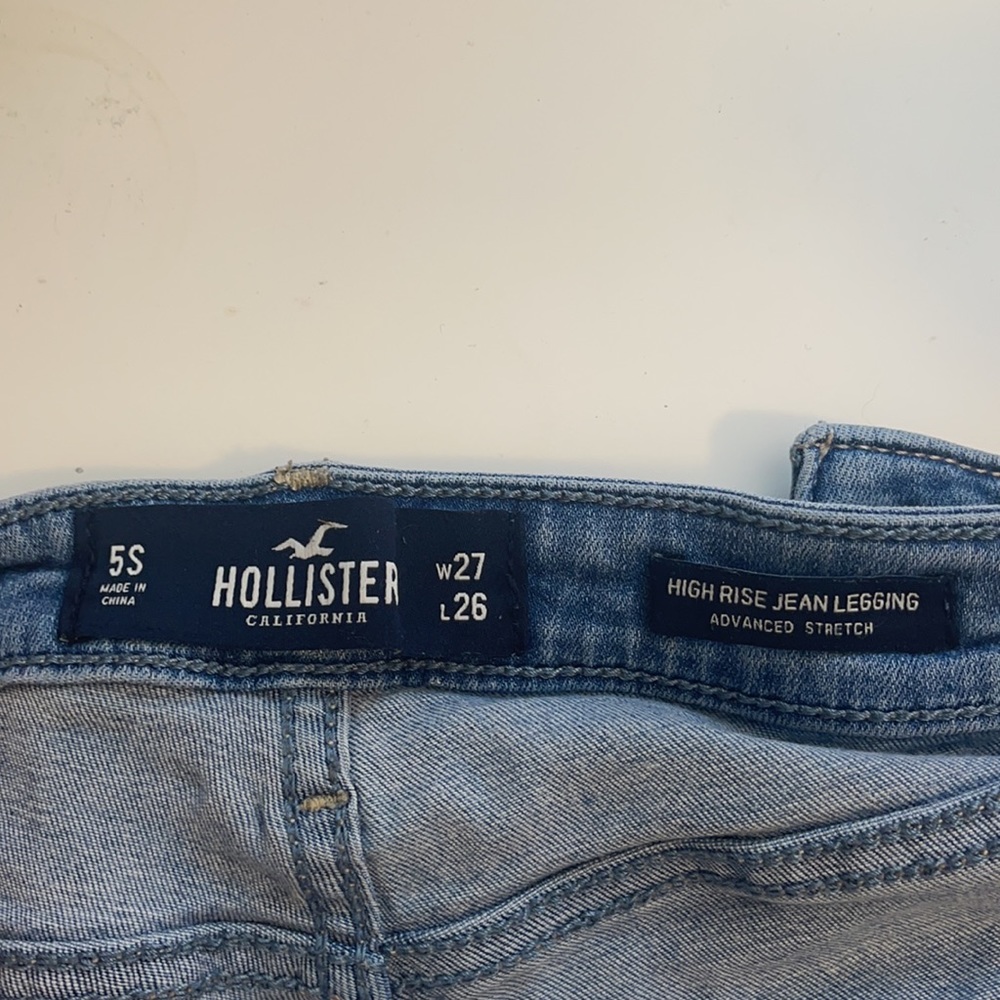 5S
MADE IN
CHINA
HOLLISTER
CALIFORNIA
W27
L26
HIGH RISE JEAN LEGGING
ADVANCED STRETCH